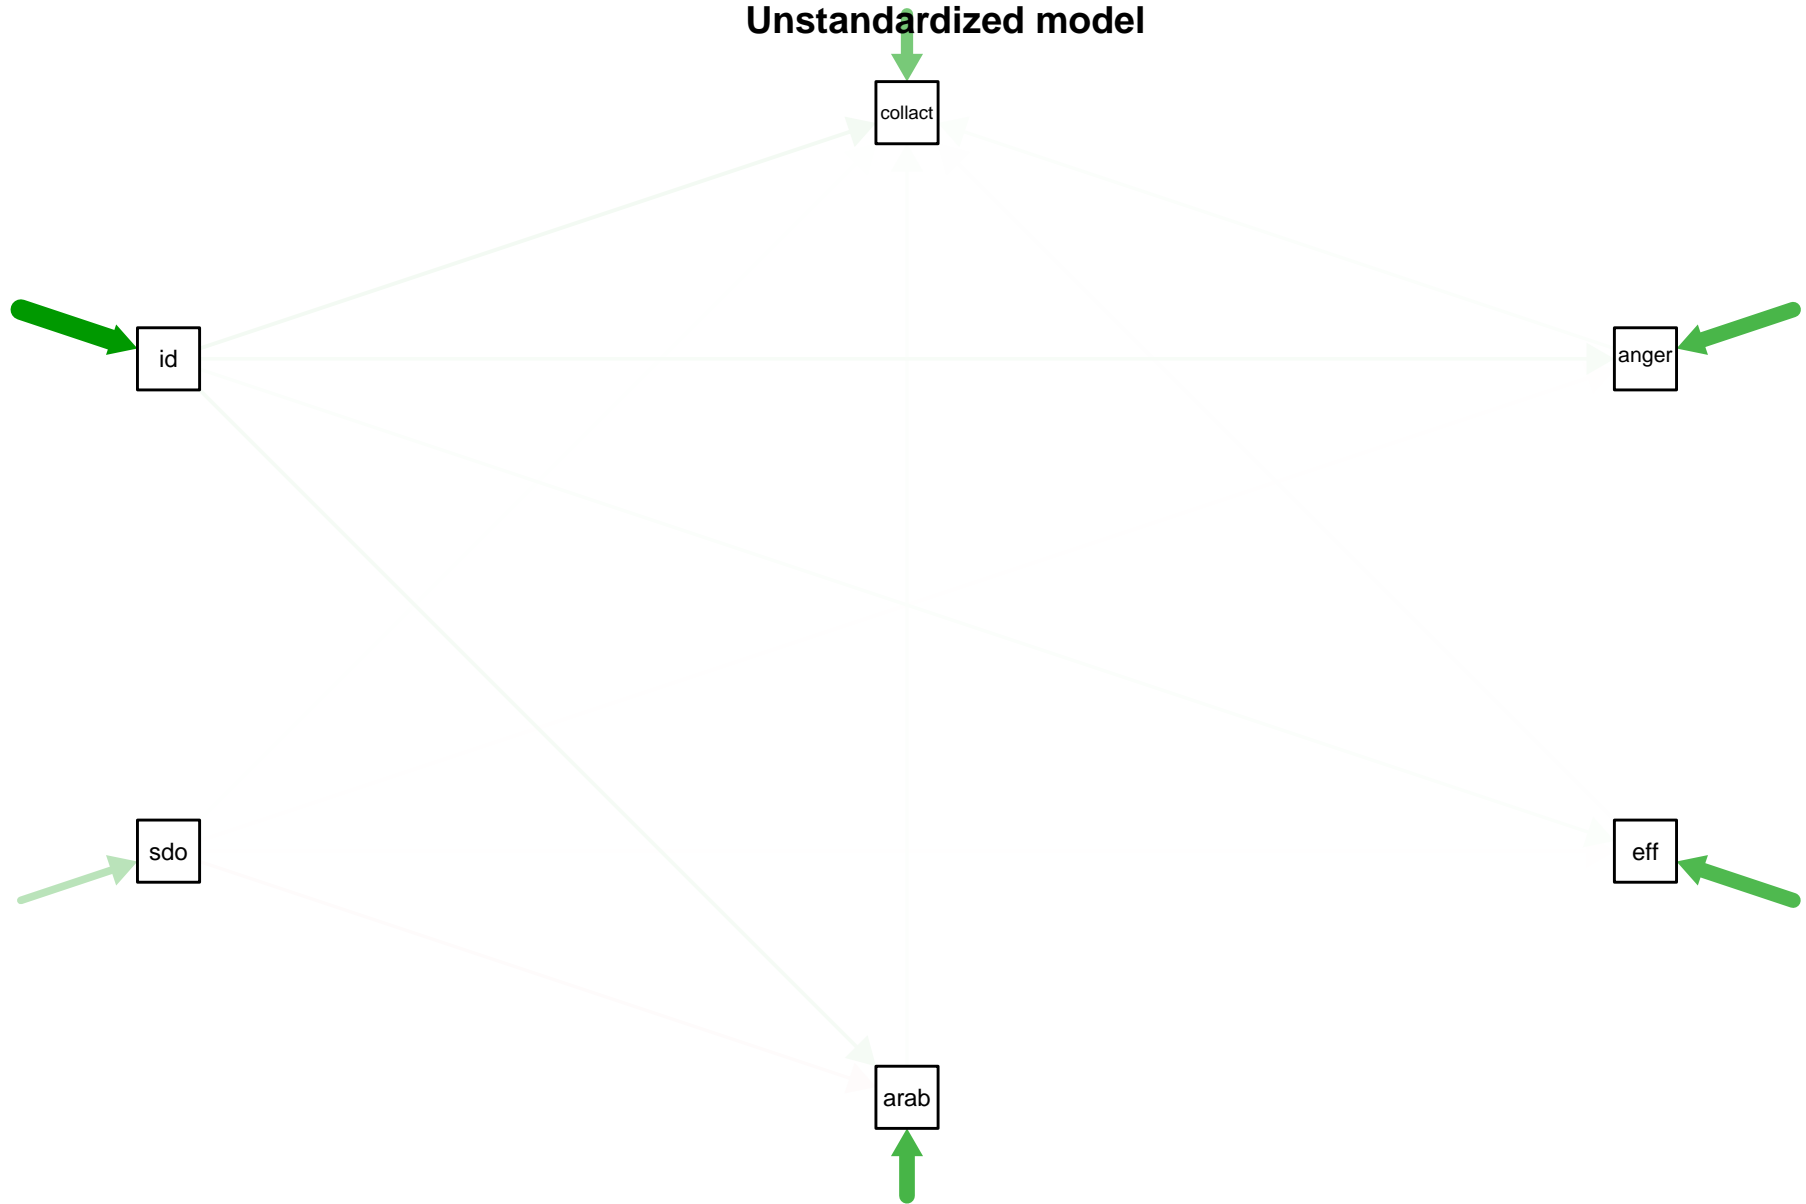 Unstandardized model
collact
id
anger
sdo
eff
arab